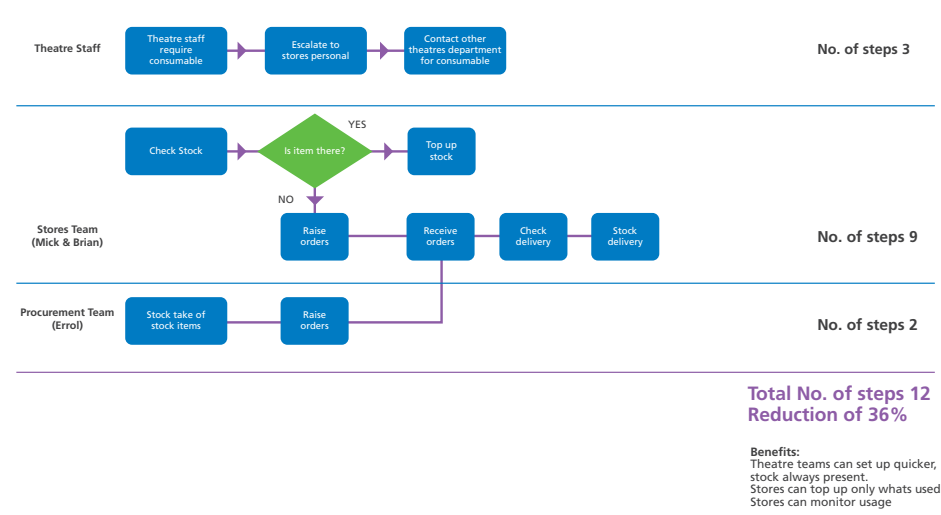 Theatre Staff
Theatre staff
require
consumable
Escalate to
stores personal
Contact other
theatres department
for consumable
No. of steps 3
Check Stock
Is item there?
YES
Top up
stock
NO
Stores Team
(Mick & Brian)
Raise
orders
Receive
orders
Check
delivery
Stock
delivery
No. of steps 9
Procurement Team
(Errol)
Stock take of
stock items
Raise
orders
No. of steps 2
Total No. of steps 12
Reduction of 36%
Benefits:
Theatre teams can set up quicker,
stock always present.
Stores can top up only whats used
Stores can monitor usage